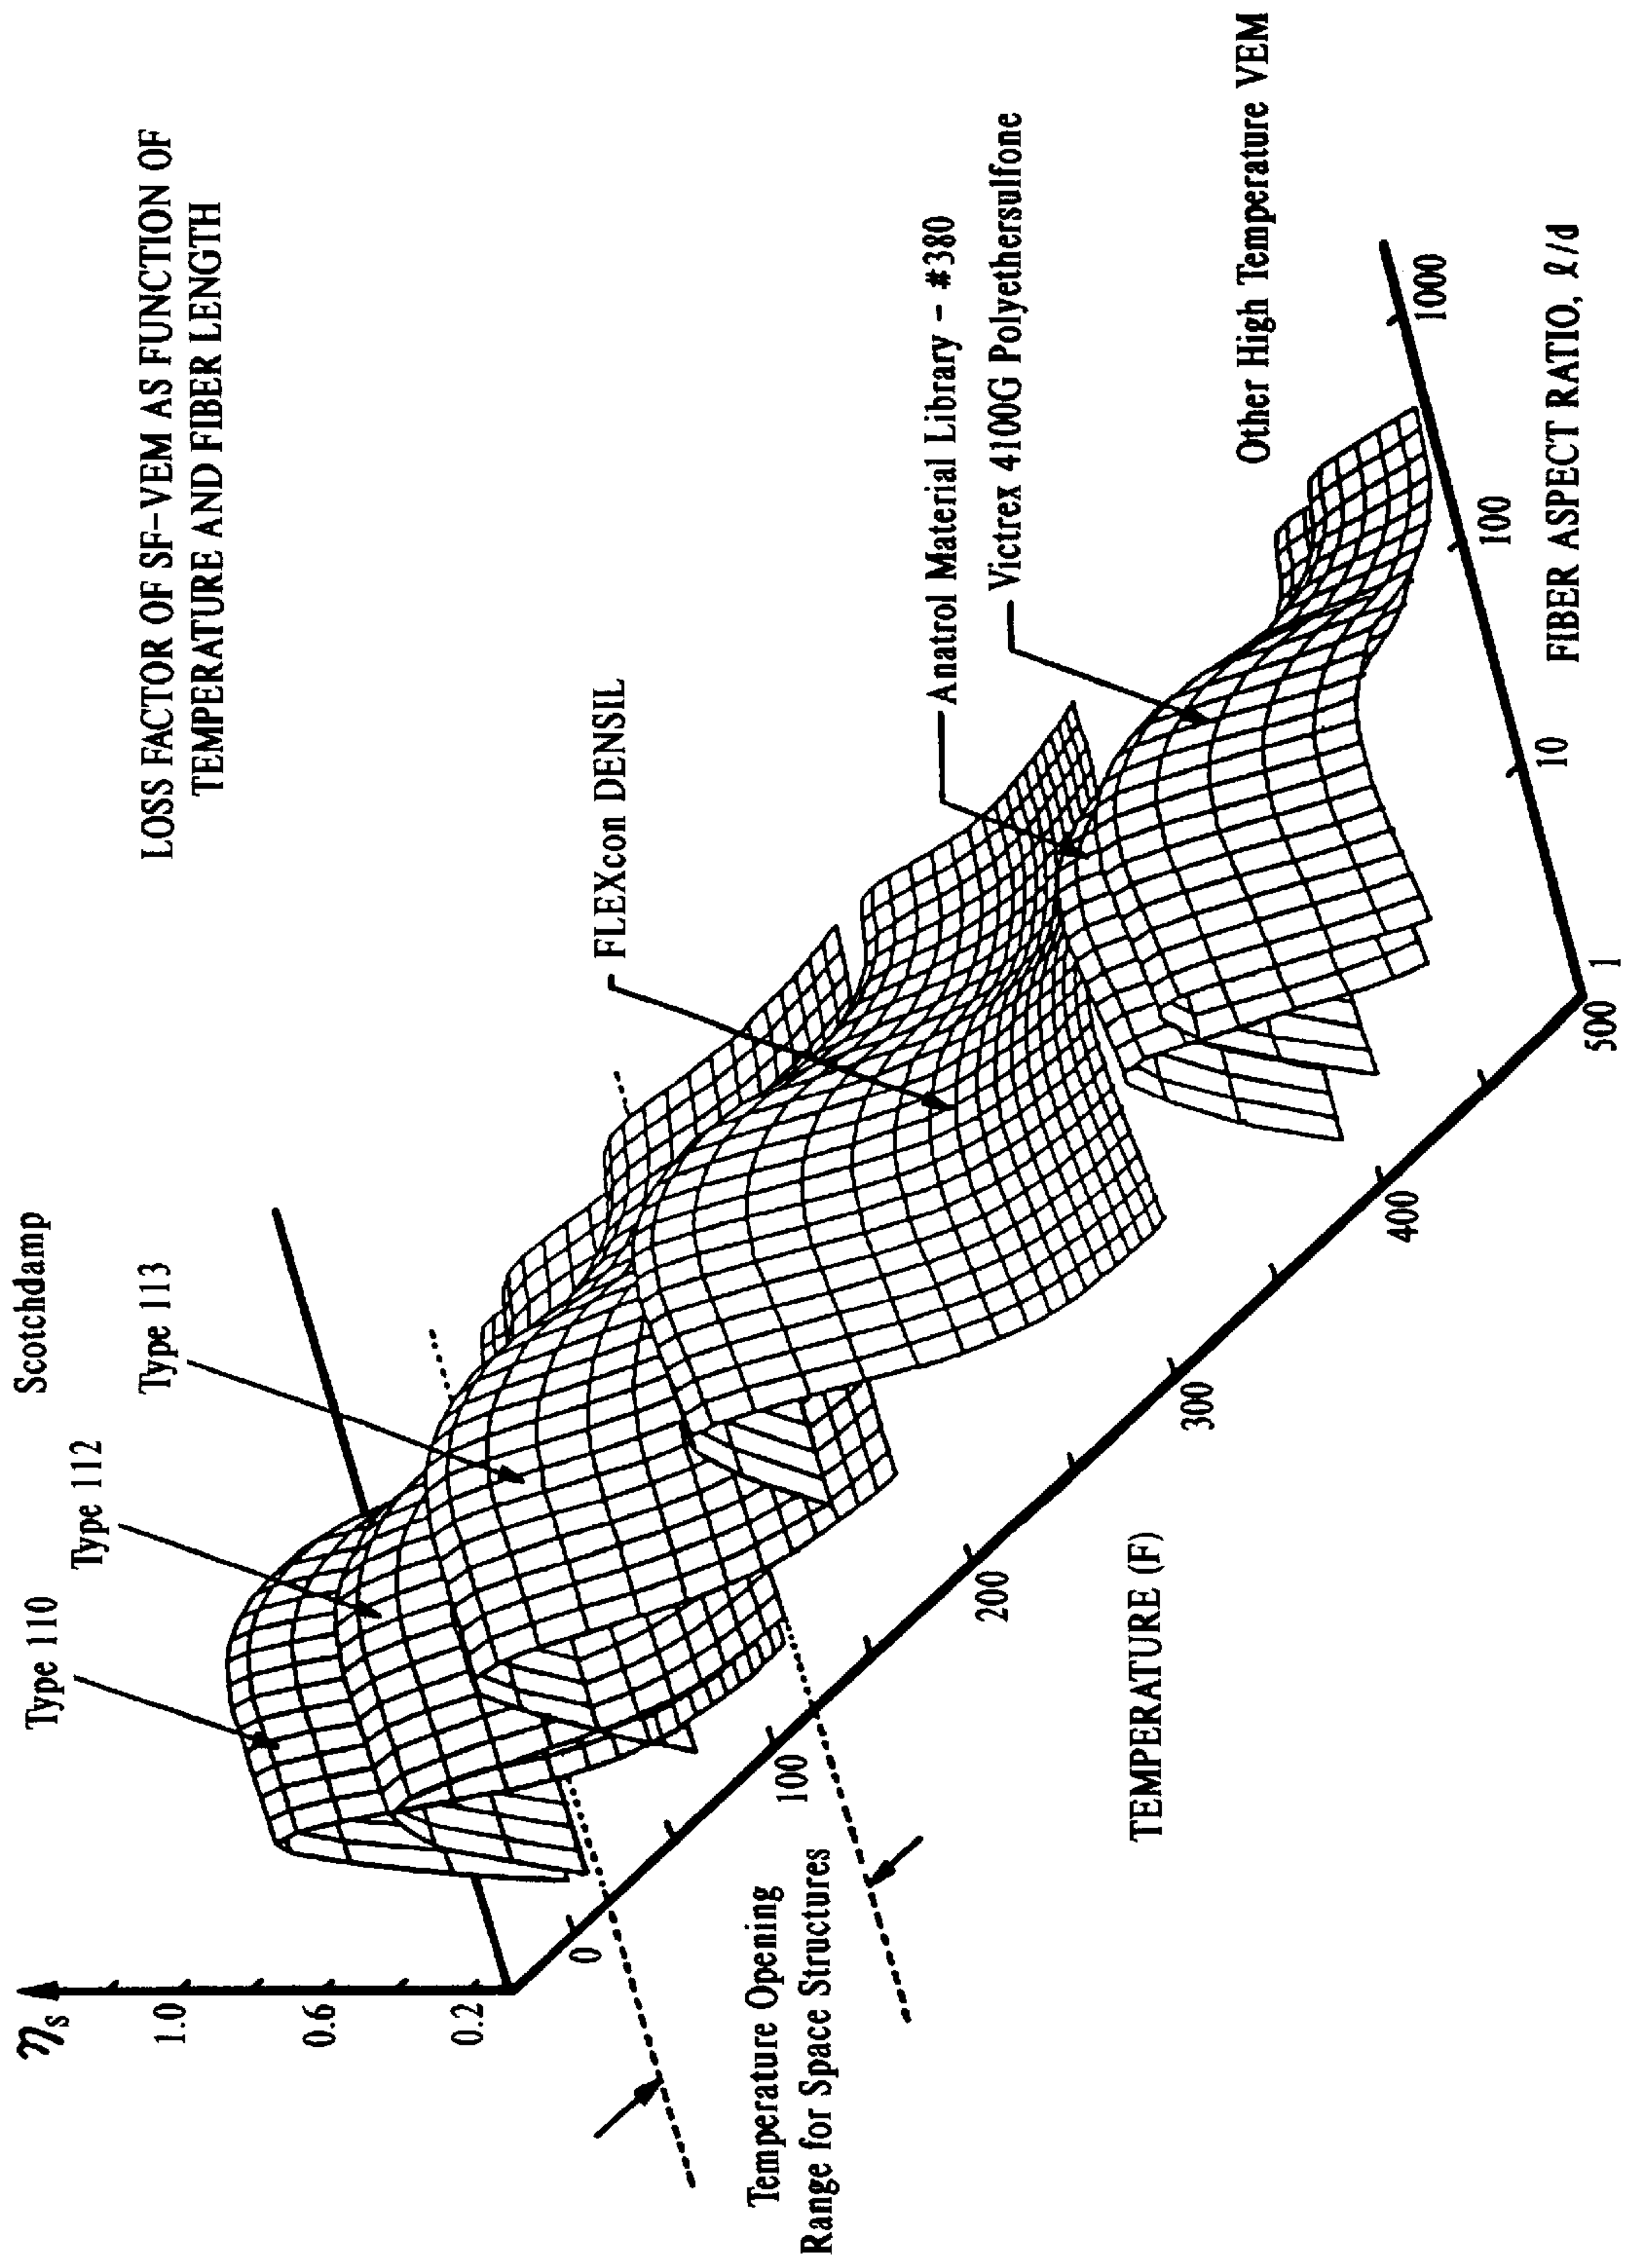 LOSS FACTOR OF SF-VEM AS FUNCTION OF
TEMPERATURE AND FIBER LENGTH
Scotchdamp
Type 110
Type 112
Type 113
FLEXcon DENSIL
Anatrol Material Library - #380
Victrex 4100G Polyethersulfone
Other High Temperature VEM
ηs
1.0
0.6
0.2
0
100
200
300
400
500
TEMPERATURE (F)
Temperature Opening
Range for Space Structures
1
10
100
1000
FIBER ASPECT RATIO, ℓ/d